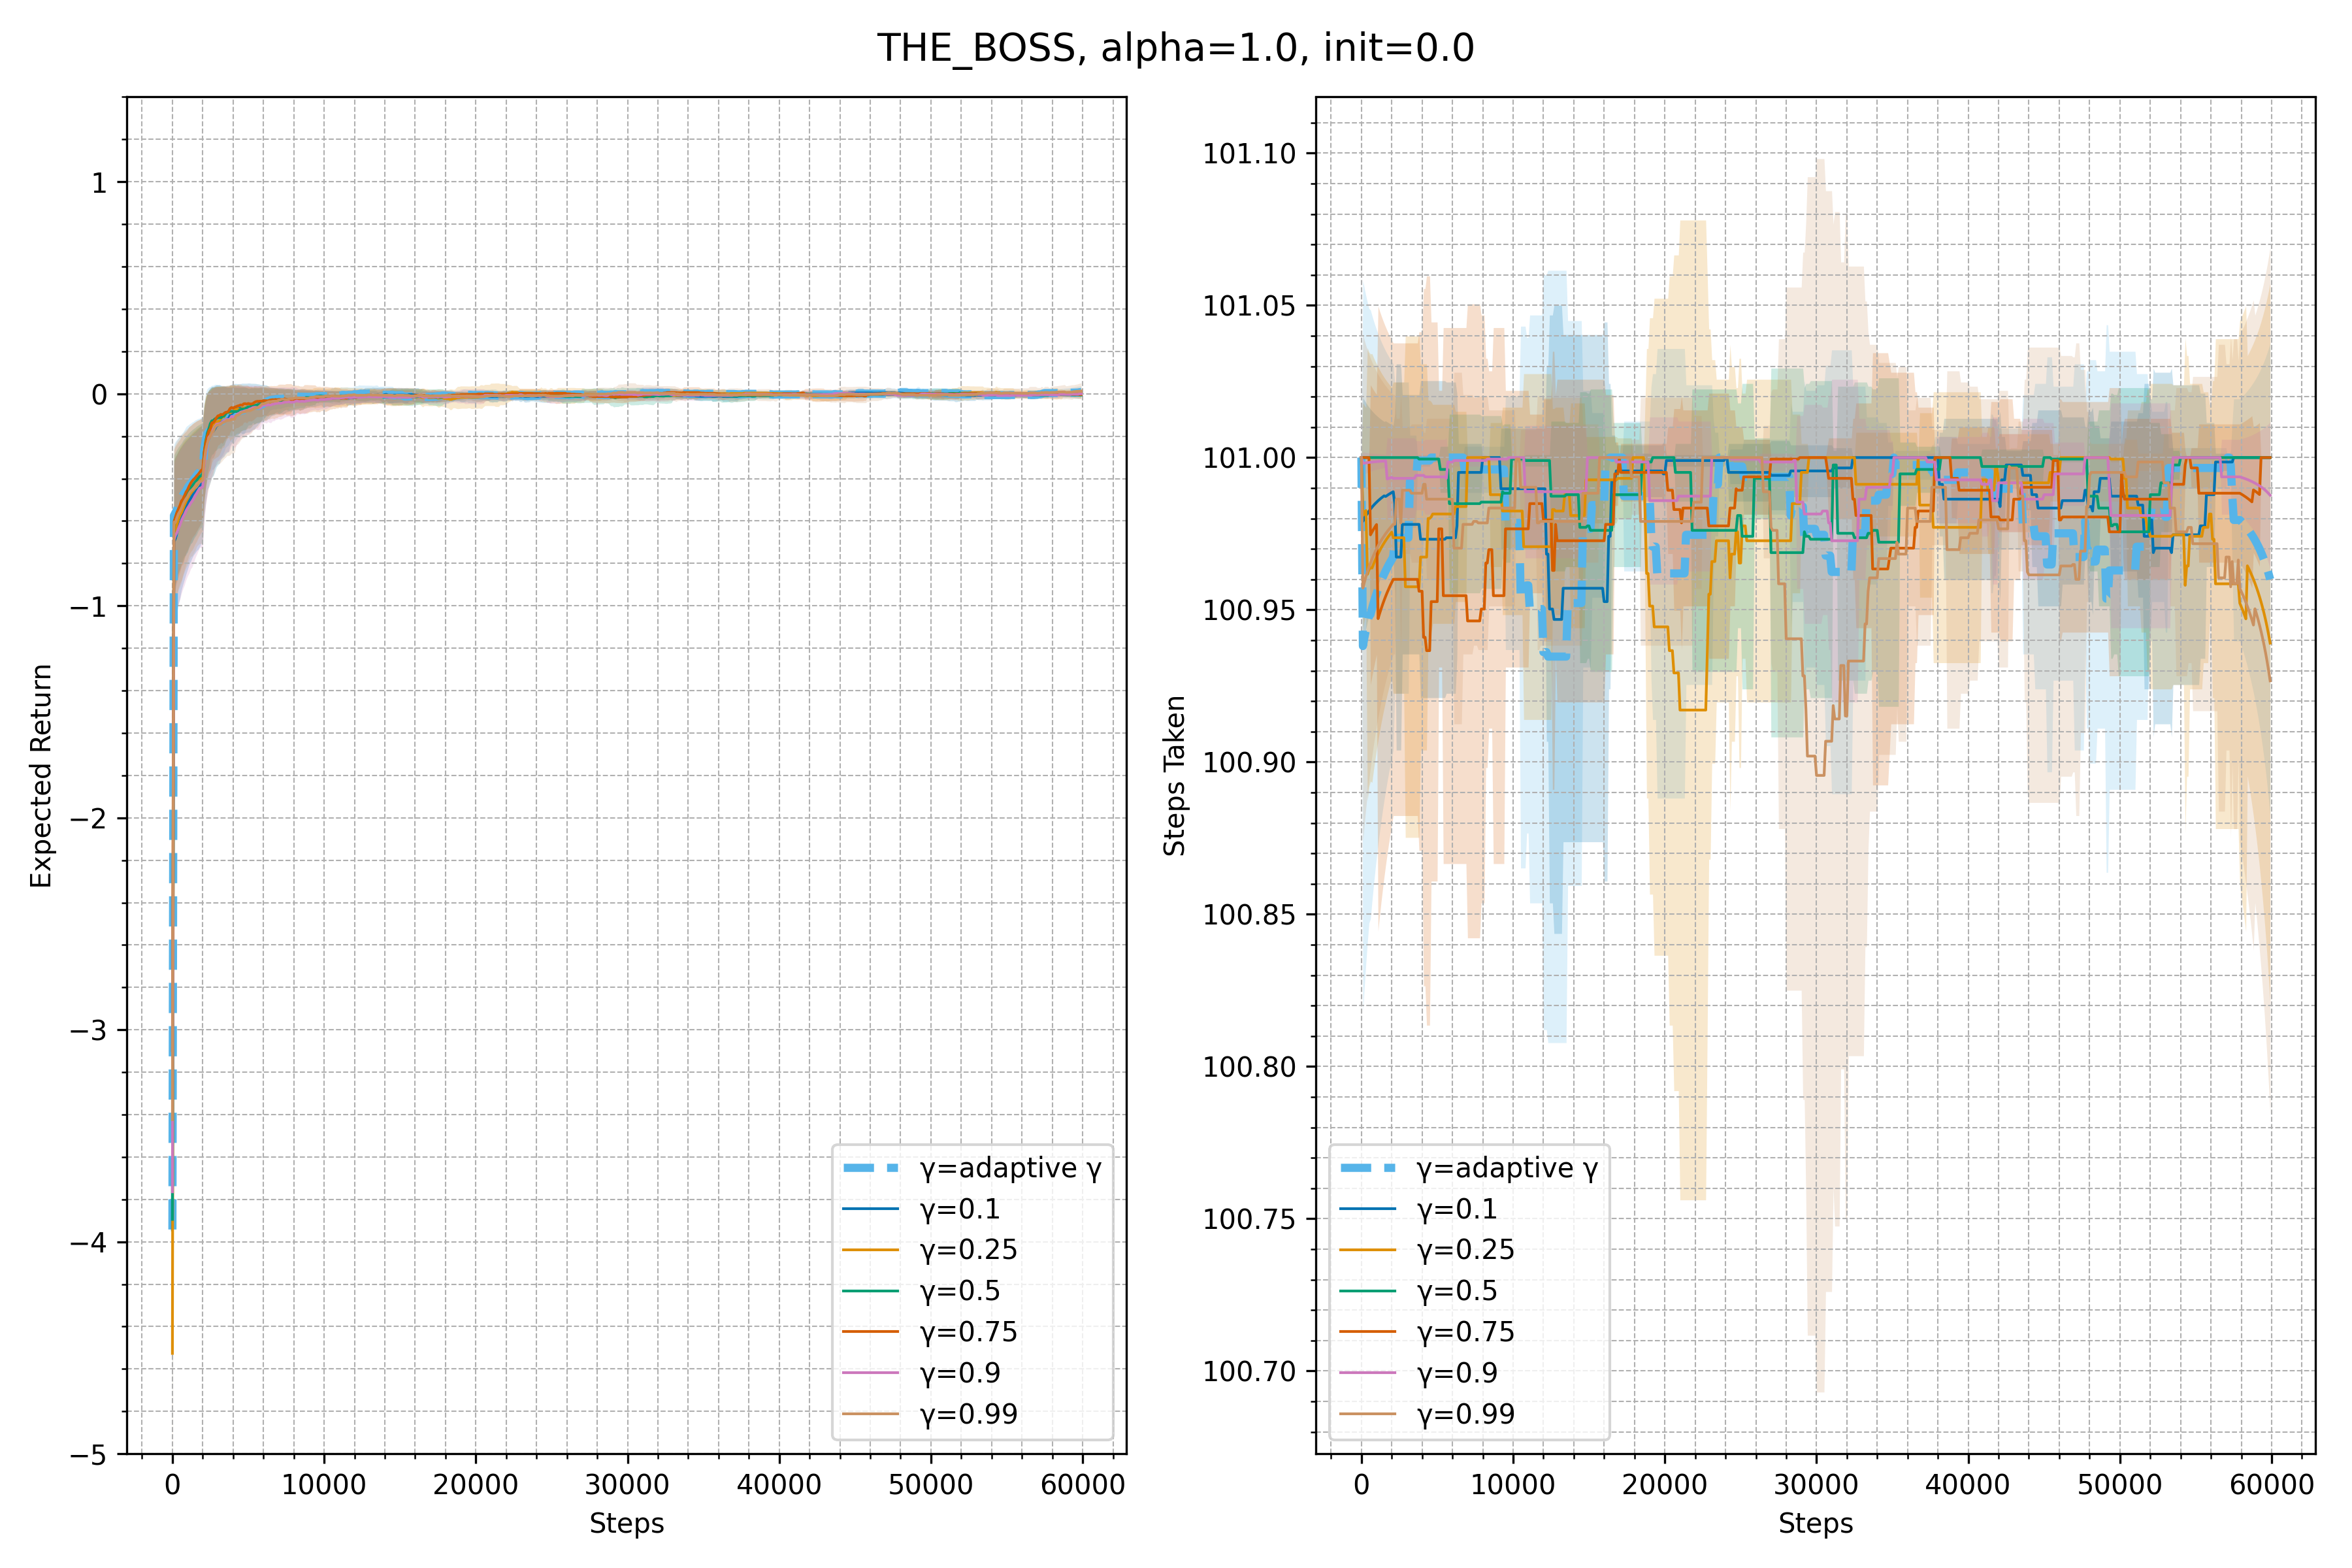 THE_BOSS, alpha=1.0, init=0.0
Expected Return
1
0
−1
−2
−3
−4
−5
0
10000
20000
30000
40000
50000
60000
Steps
γ=adaptive γ
γ=0.1
γ=0.25
γ=0.5
γ=0.75
γ=0.9
γ=0.99
Steps Taken
101.10
101.05
101.00
100.95
100.90
100.85
100.80
100.75
100.70
0
10000
20000
30000
40000
50000
60000
Steps
γ=adaptive γ
γ=0.1
γ=0.25
γ=0.5
γ=0.75
γ=0.9
γ=0.99